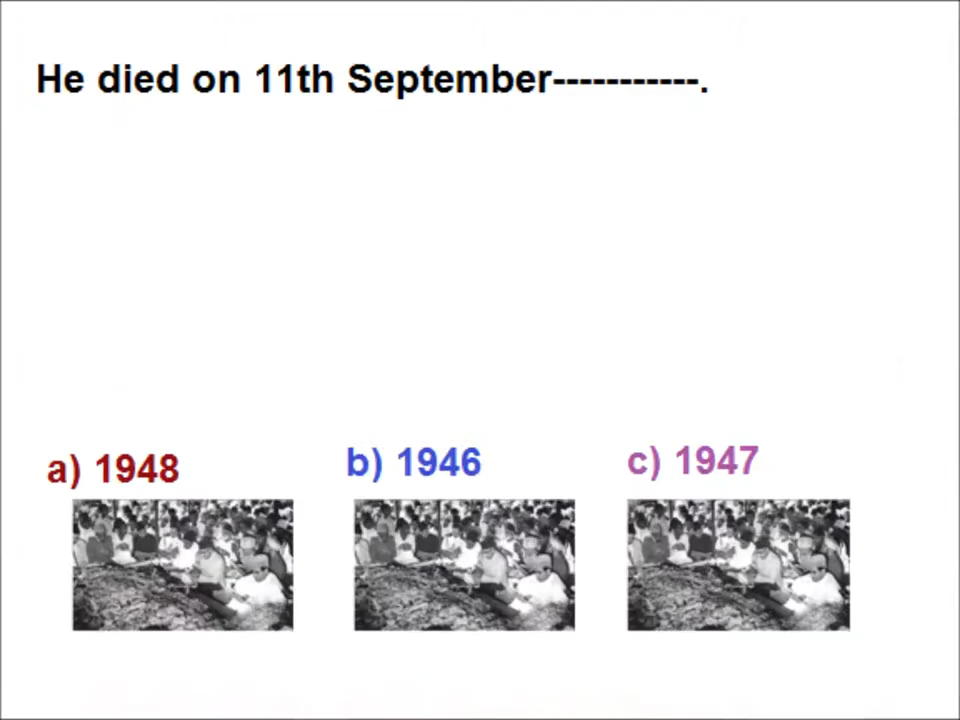 He died on 11th September-----------.
a) 1948
b) 1946
c) 1947